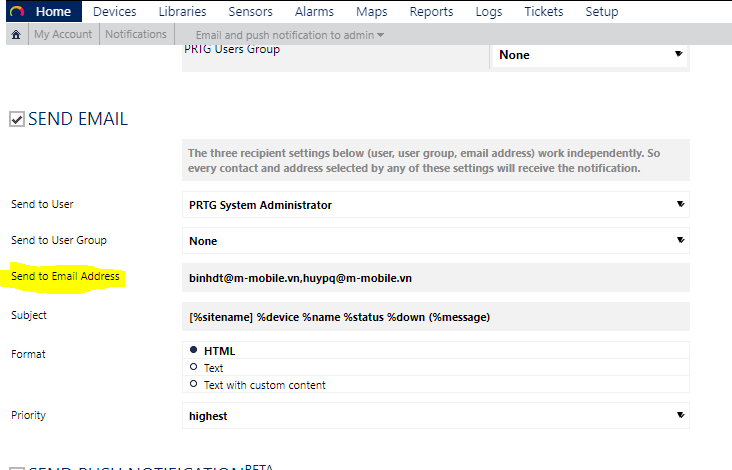 Home Devices Libraries Sensors Alarms Maps Reports Logs Tickets Setup
My Account Notifications Email and push notification to admin
PRTG Users Group None
SEND EMAIL
The three recipient settings below (user, user group, email address) work independently. So
every contact and address selected by any of these settings will receive the notification.
Send to User PRTG System Administrator
Send to User Group None
Send to Email Address binhdt@m-mobile.vn,huypq@m-mobile.vn
Subject [%sitename] %device %name %status %down (%message)
Format HTML
Text
Text with custom content
Priority highest
SEND PUSH NOTIFICATION BETA